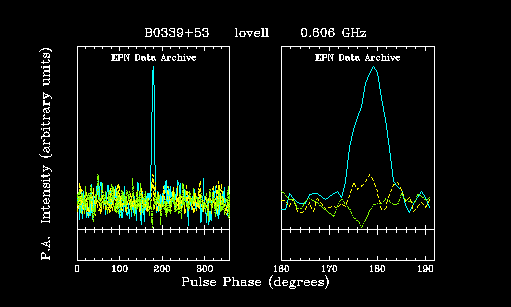 B0339+53 lovell 0.606 GHz
EPN Data Archive EPN Data Archive
P.A. Intensity (arbitrary units)
0 100 200 300 160 170 180 190
Pulse Phase (degrees)